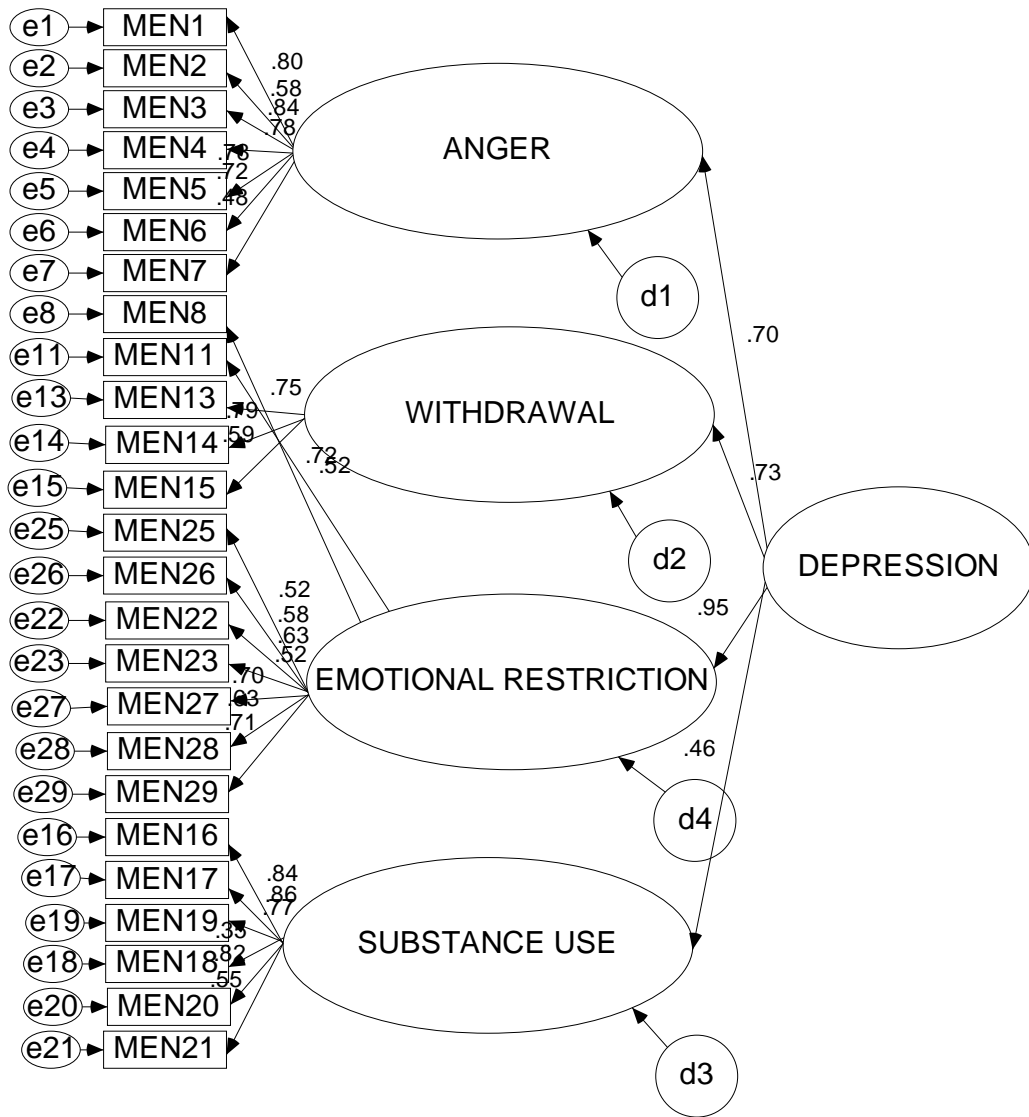 e1 MEN1
e2 MEN2
e3 MEN3
e4 MEN4
e5 MEN5
e6 MEN6
e7 MEN7
e8 MEN8
e11 MEN11
e13 MEN13
e14 MEN14
e15 MEN15
e25 MEN25
e26 MEN26
e22 MEN22
e23 MEN23
e27 MEN27
e28 MEN28
e29 MEN29
e16 MEN16
e17 MEN17
e19 MEN19
e18 MEN18
e20 MEN20
e21 MEN21
.80
.58
.84
.78
.72
.48
ANGER
d1
.70
.75
.79
.59
.72
.52
WITHDRAWAL
d2
.73
DEPRESSION
.52
.58
.63
.52
.70
.71
EMOTIONAL RESTRICTION
.95
d4
.46
.84
.86
.77
.35
.82
.55
SUBSTANCE USE
d3